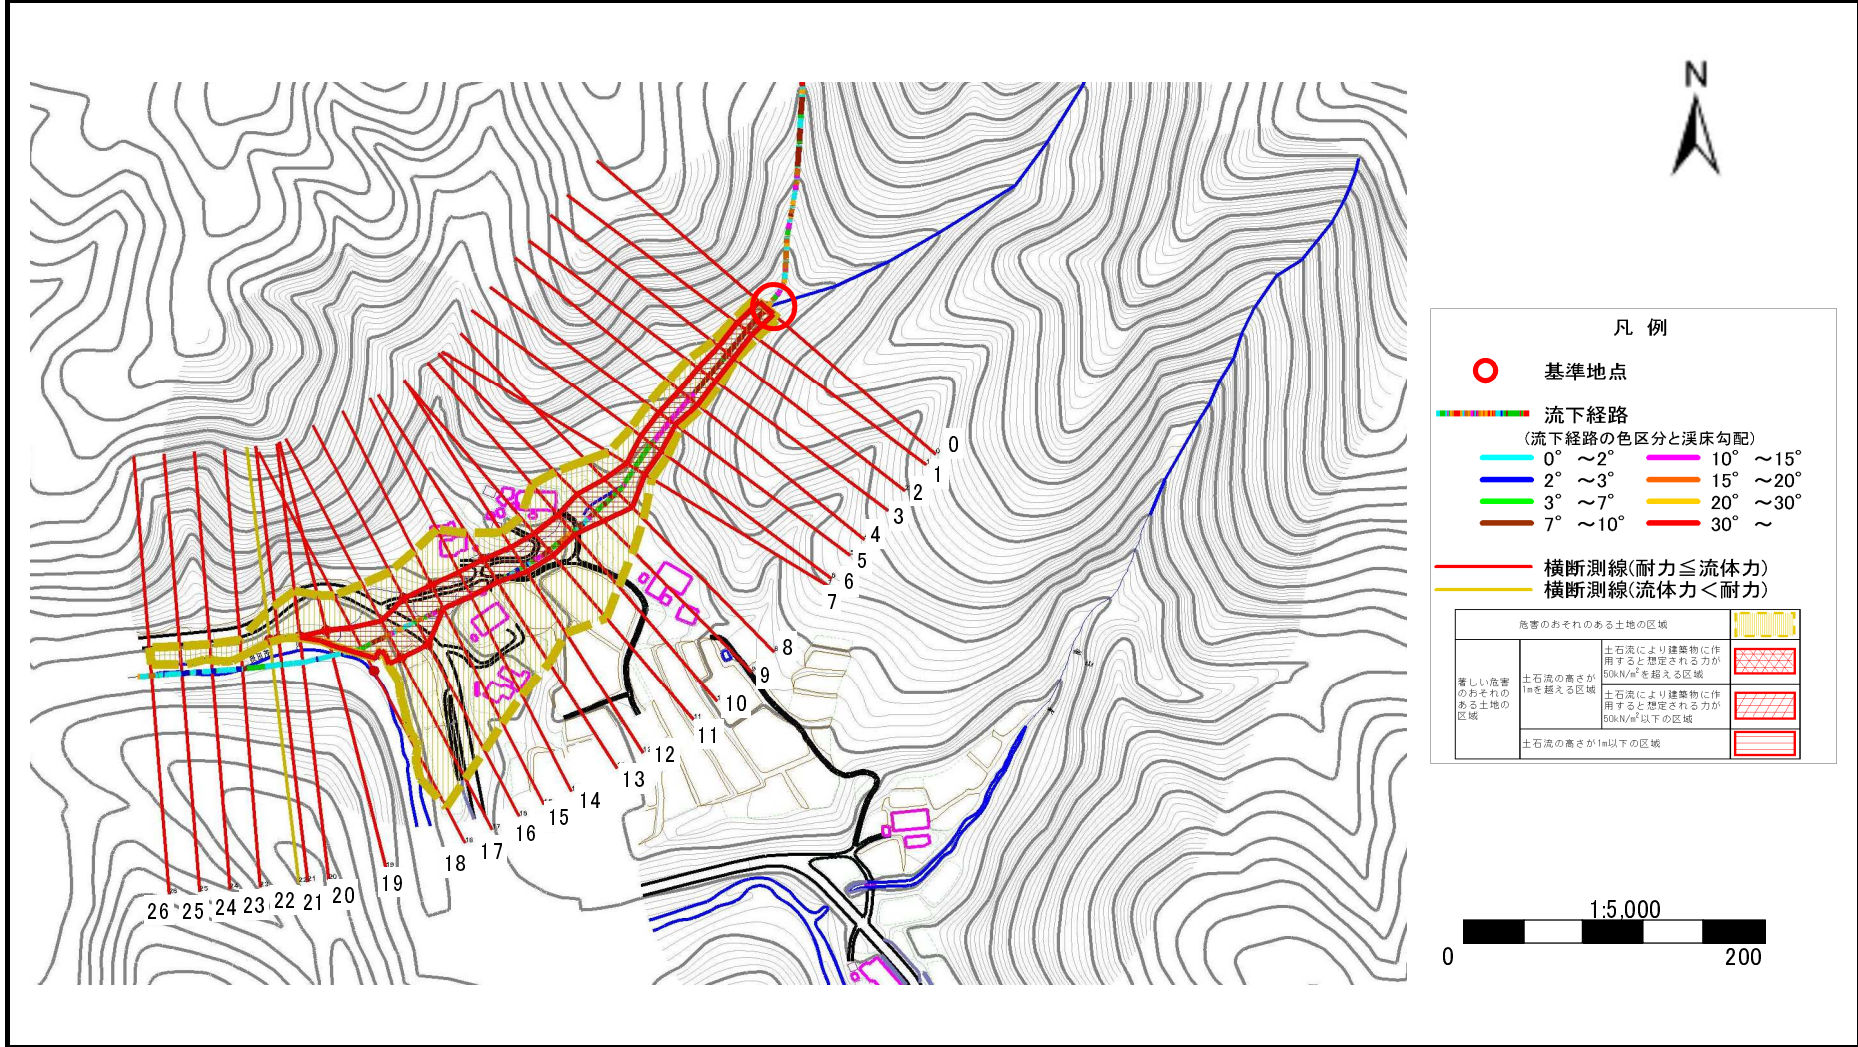 N
凡 例
基準地点
流下経路
(流下経路の色区分と渓床勾配)
0° ～2° 10° ～15°
2° ～3° 15° ～20°
3° ～7° 20° ～30°
7° ～10° 30° ～
横断測線(耐力≦流体力)
横断測線(流体力＜耐力)
危害のおそれのある土地の区域
著しい危害
のおそれの
ある土地の
区域
土石流の高さが
1mを越える区域
土石流により建築物に作
用すると想定される力が
50kN/m²を越える区域
土石流により建築物に作
用すると想定される力が
50kN/m²以下の区域
土石流の高さが1m以下の区域
0
1
2
3
4
5
6
7
8
9
10
11
12
13
14
15
16
17
18
19
20
21
22
23
24
25
26
1:5,000
0 200